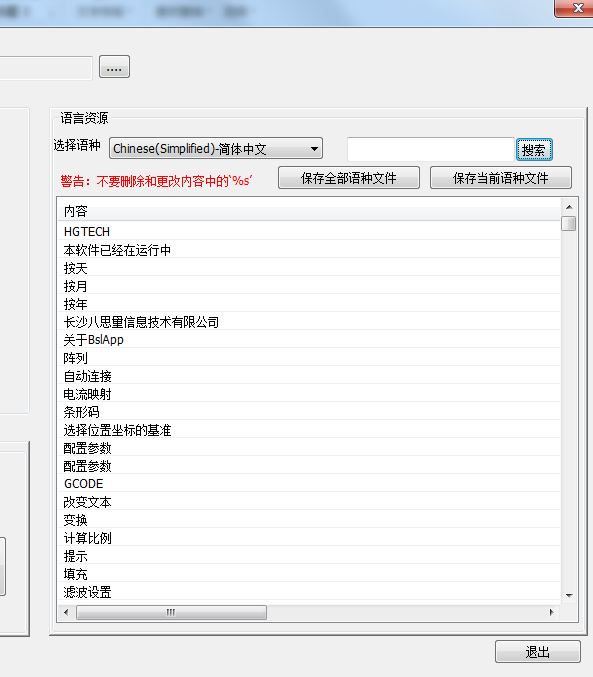 ....
语言资源
选择语种 Chinese(Simplified)-简体中文 搜索
警告：不要删除和更改内容中的‘%s’ 保存全部语种文件 保存当前语种文件
内容
HGTECH
本软件已经在运行中
按天
按月
按年
长沙八思量信息技术有限公司
关于BslApp
阵列
自动连接
电流映射
条形码
选择位置坐标的基准
配置参数
配置参数
GCODE
改变文本
变换
计算比例
提示
填充
滤波设置
退出